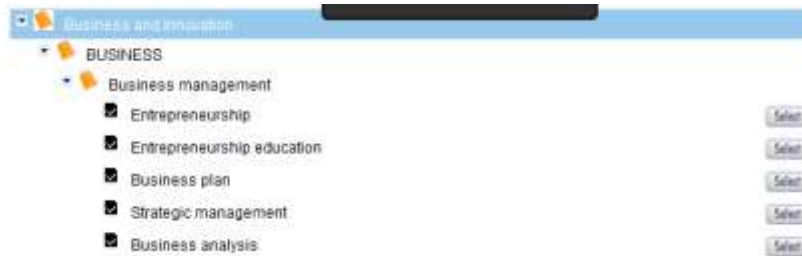 Business and Innovation
BUSINESS
Business management
Entrepreneurship
Select
Entrepreneurship education
Select
Business plan
Select
Strategic management
Select
Business analysis
Select